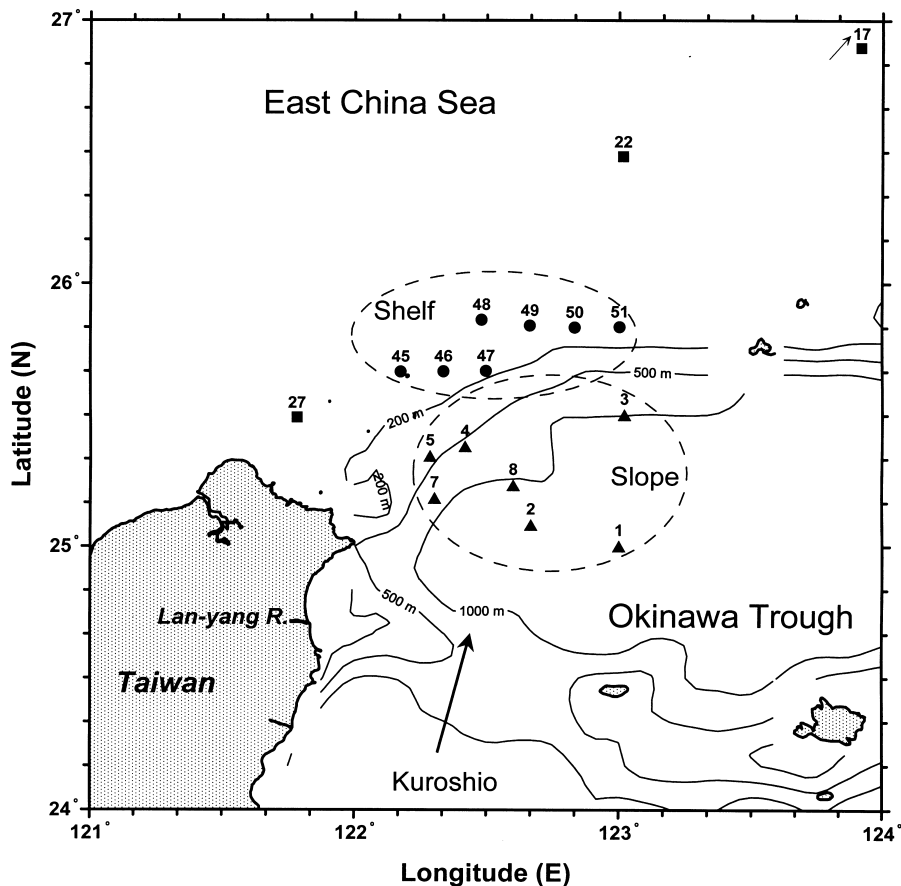 27°
17
East China Sea
22
26°
Shelf
48
49
50
51
45
46
47
500 m
27
200 m
3
4
5
Slope
8
7
200 m
2
1
25°
500 m
1000 m
Lan-yang R.
Okinawa Trough
Taiwan
Kuroshio
24°
121°
122°
123°
124°
Latitude (N)
Longitude (E)